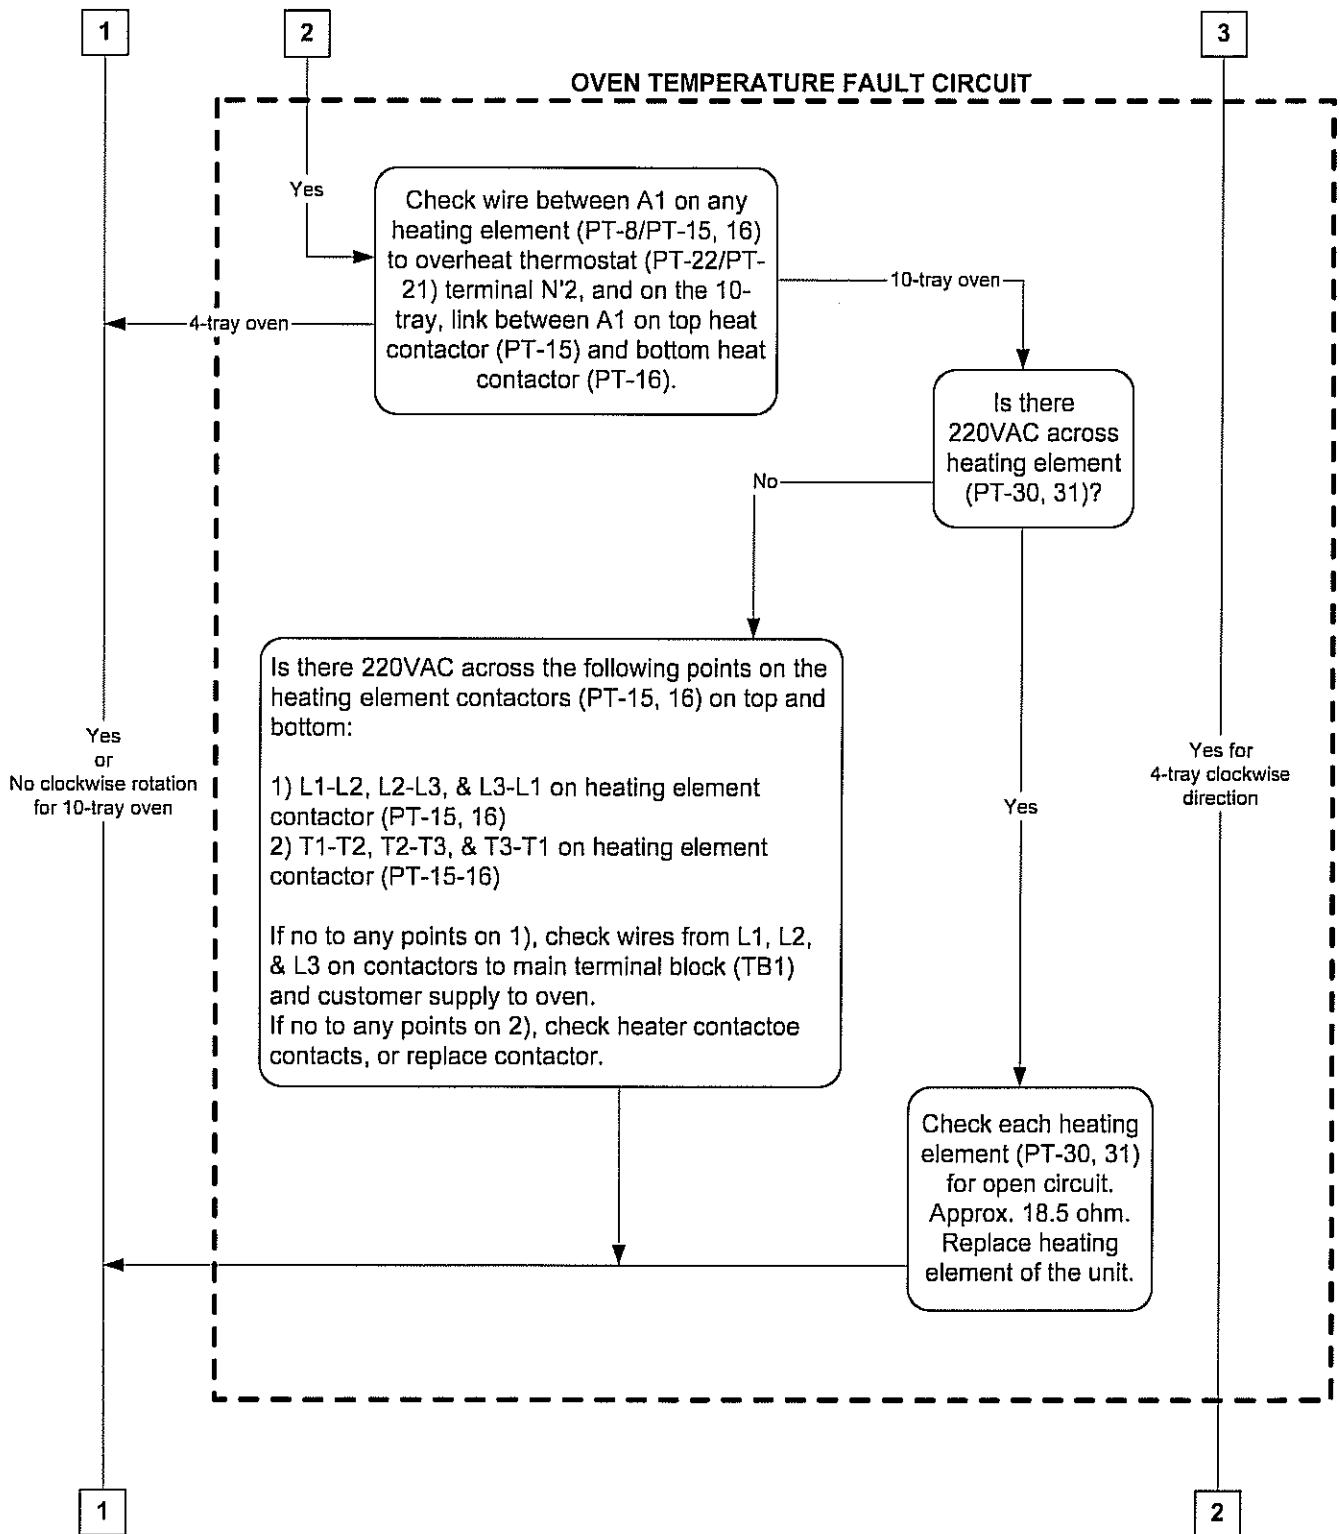 1
2
3
OVEN TEMPERATURE FAULT CIRCUIT
Yes
Check wire between A1 on any
heating element (PT-8/PT-15, 16)
to overheat thermostat (PT-22/PT-
21) terminal N'2, and on the 10-
tray, link between A1 on top heat
contactor (PT-15) and bottom heat
contactor (PT-16).
10-tray oven
4-tray oven
Is there
220VAC across
heating element
(PT-30, 31)?
No
Is there 220VAC across the following points on the
heating element contactors (PT-15, 16) on top and
bottom:
1) L1-L2, L2-L3, & L3-L1 on heating element
contactor (PT-15, 16)
2) T1-T2, T2-T3, & T3-T1 on heating element
contactor (PT-15-16)
If no to any points on 1), check wires from L1, L2,
& L3 on contactors to main terminal block (TB1)
and customer supply to oven.
If no to any points on 2), check heater contactoe
contacts, or replace contactor.
Yes
or
No clockwise rotation
for 10-tray oven
Yes
Yes for
4-tray clockwise
direction
Check each heating
element (PT-30, 31)
for open circuit.
Approx. 18.5 ohm.
Replace heating
element of the unit.
1
2